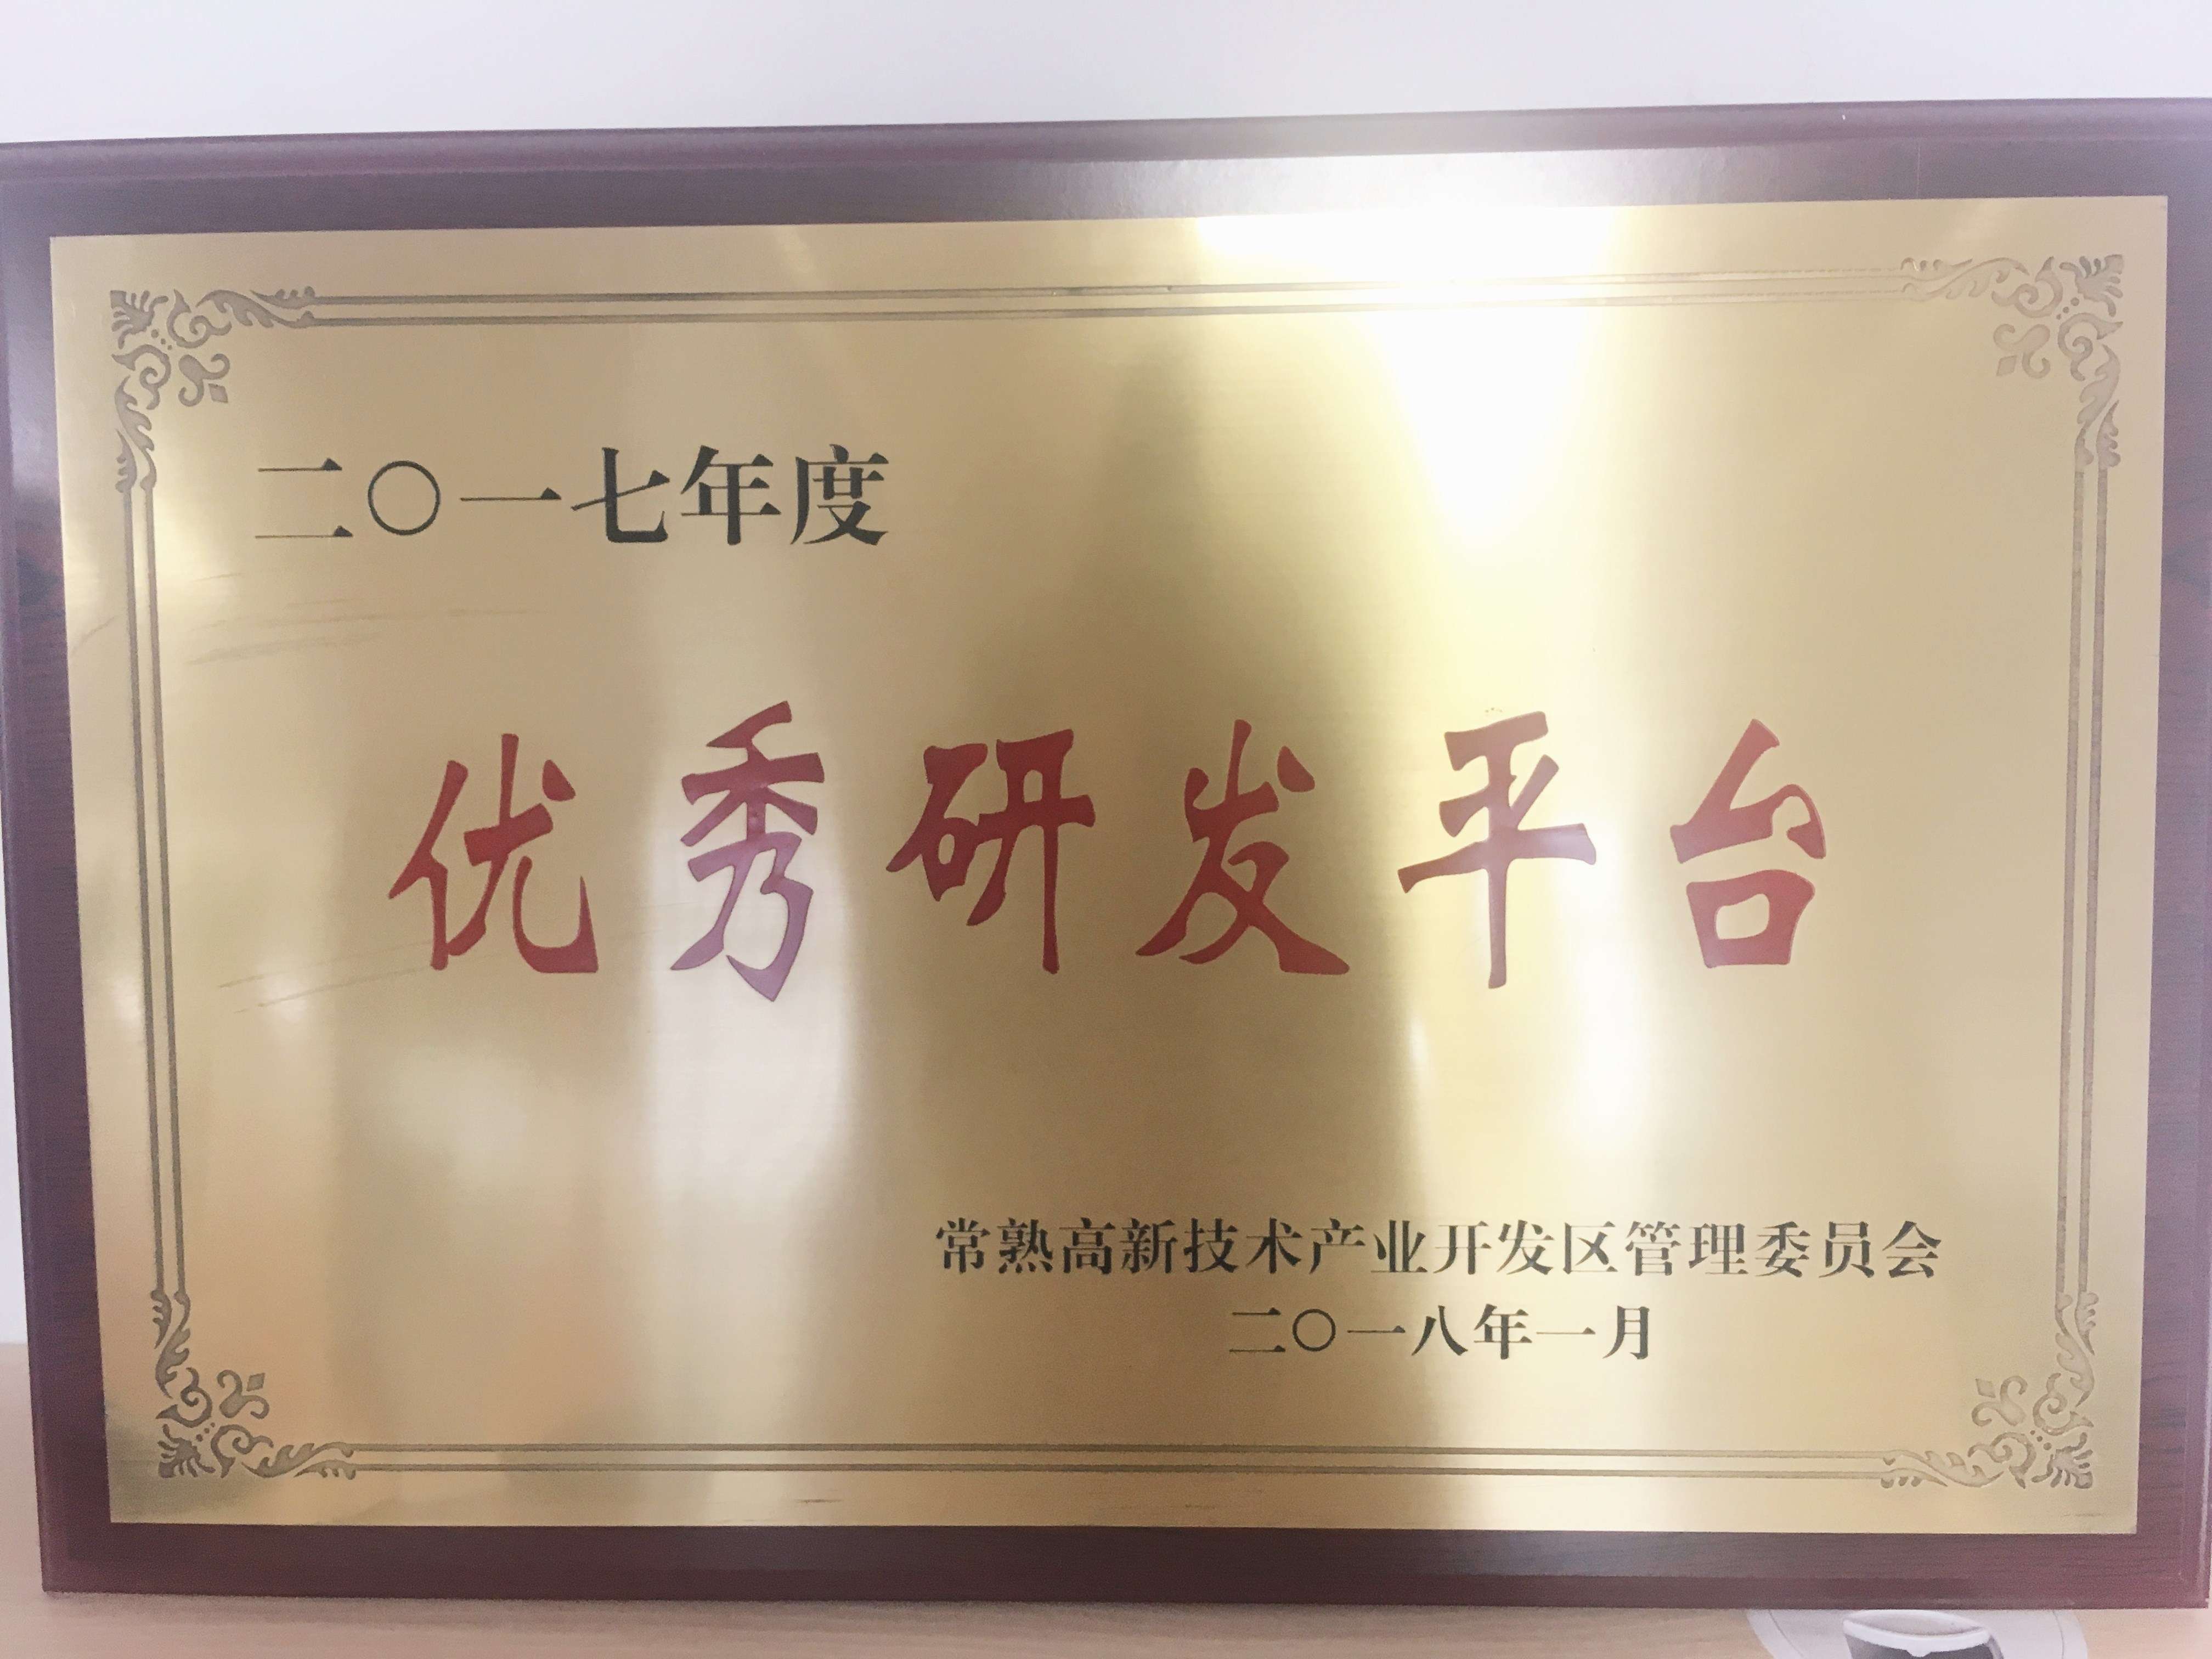 二〇一七年度
优秀研发平台
常熟高新技术产业开发区管理委员会
二〇一八年一月